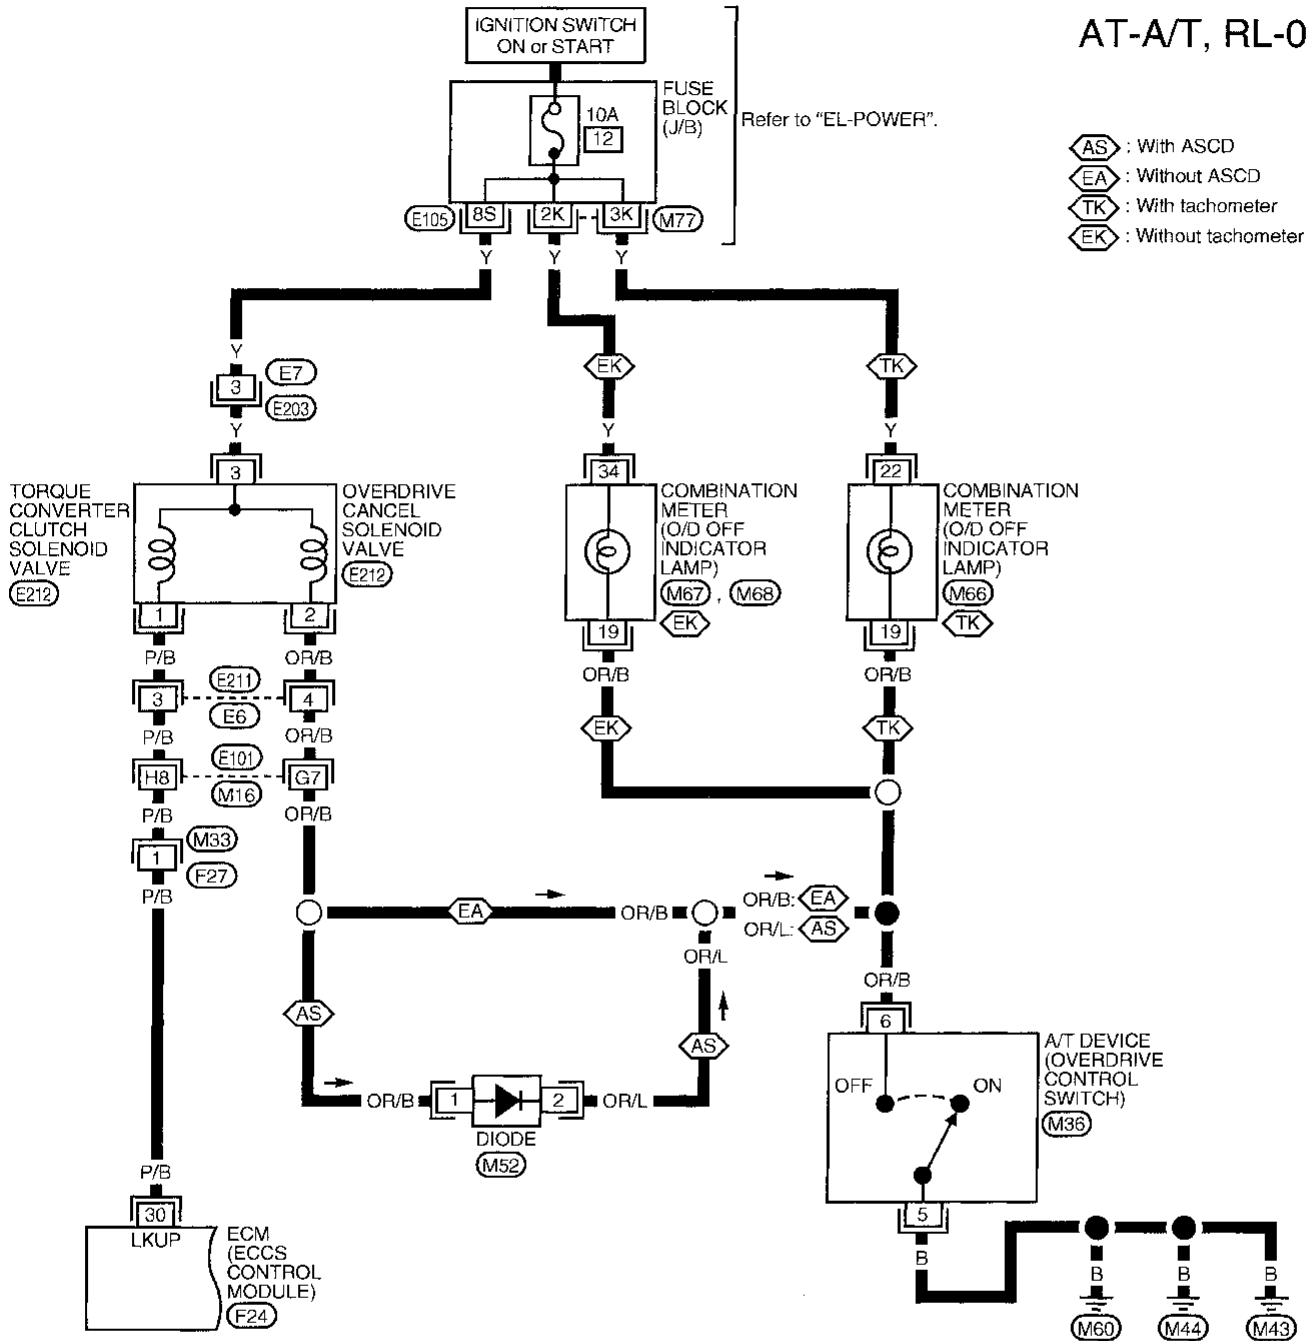 AT-A/T, RL-0
IGNITION SWITCH
ON or START
FUSE
BLOCK
(J/B)
Refer to "EL-POWER".
10A
12
AS : With ASCD
EA : Without ASCD
TK : With tachometer
EK : Without tachometer
E105 8S 2K 3K M77
Y Y Y
Y
EK TK
3 E7
E203
Y Y Y
3 34 22
TORQUE
CONVERTER
CLUTCH
SOLENOID
VALVE
E212
OVERDRIVE
CANCEL
SOLENOID
VALVE
E212
COMBINATION
METER
(O/D OFF
INDICATOR
LAMP)
M67 , M68
EK
COMBINATION
METER
(O/D OFF
INDICATOR
LAMP)
M66
TK
1 2 19 19
P/B OR/B OR/B OR/B
3 E211 4
E6
EK TK
P/B OR/B
H8 E101 G7
M16
P/B OR/B
1 M33
F27
P/B
EA OR/B OR/B: EA
OR/L: AS
OR/L
OR/B
AS AS
6
A/T DEVICE
(OVERDRIVE
CONTROL
SWITCH)
M36
OFF ON
OR/B 1 2 OR/L
DIODE
M52
P/B
30
LKUP
ECM
(ECCS
CONTROL
MODULE)
F24
5
B
B B B
M60 M44 M43